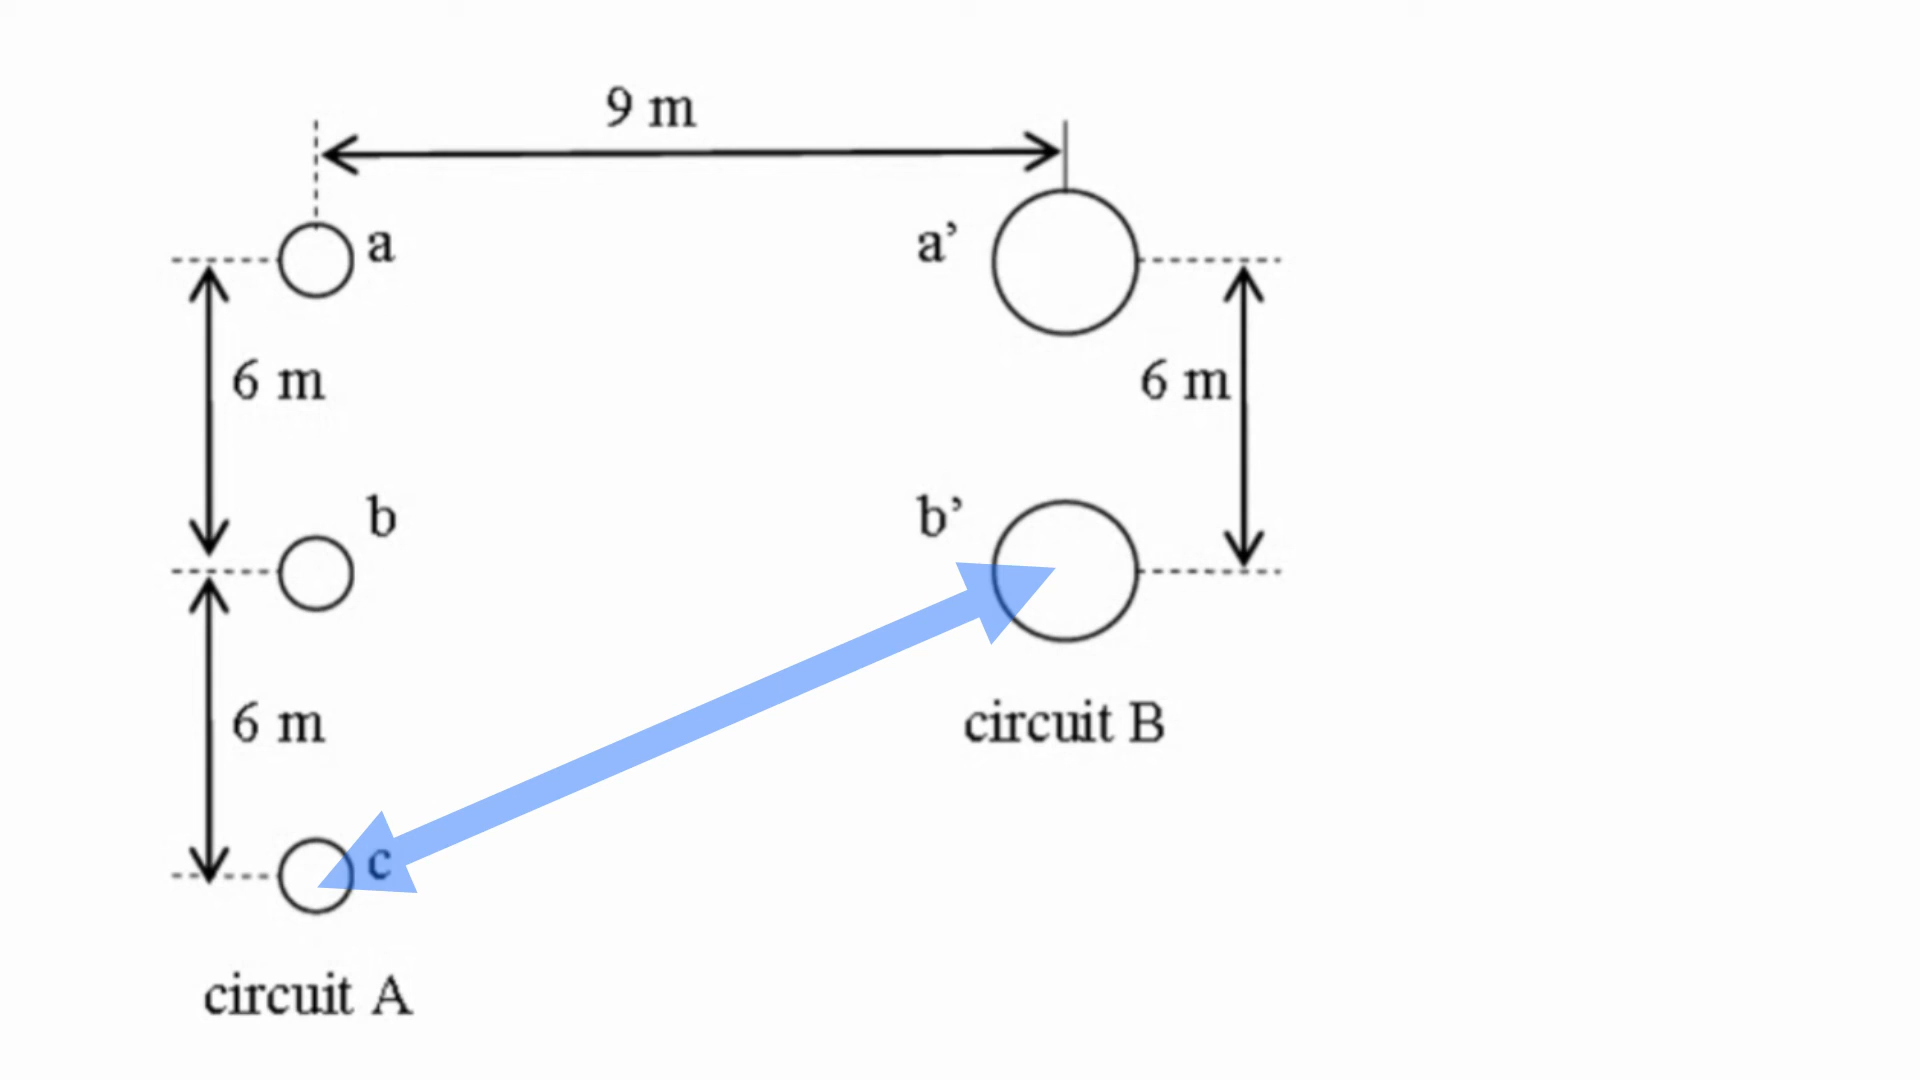 9 m
a
a’
6 m
6 m
b
b’
6 m
circuit B
c
circuit A